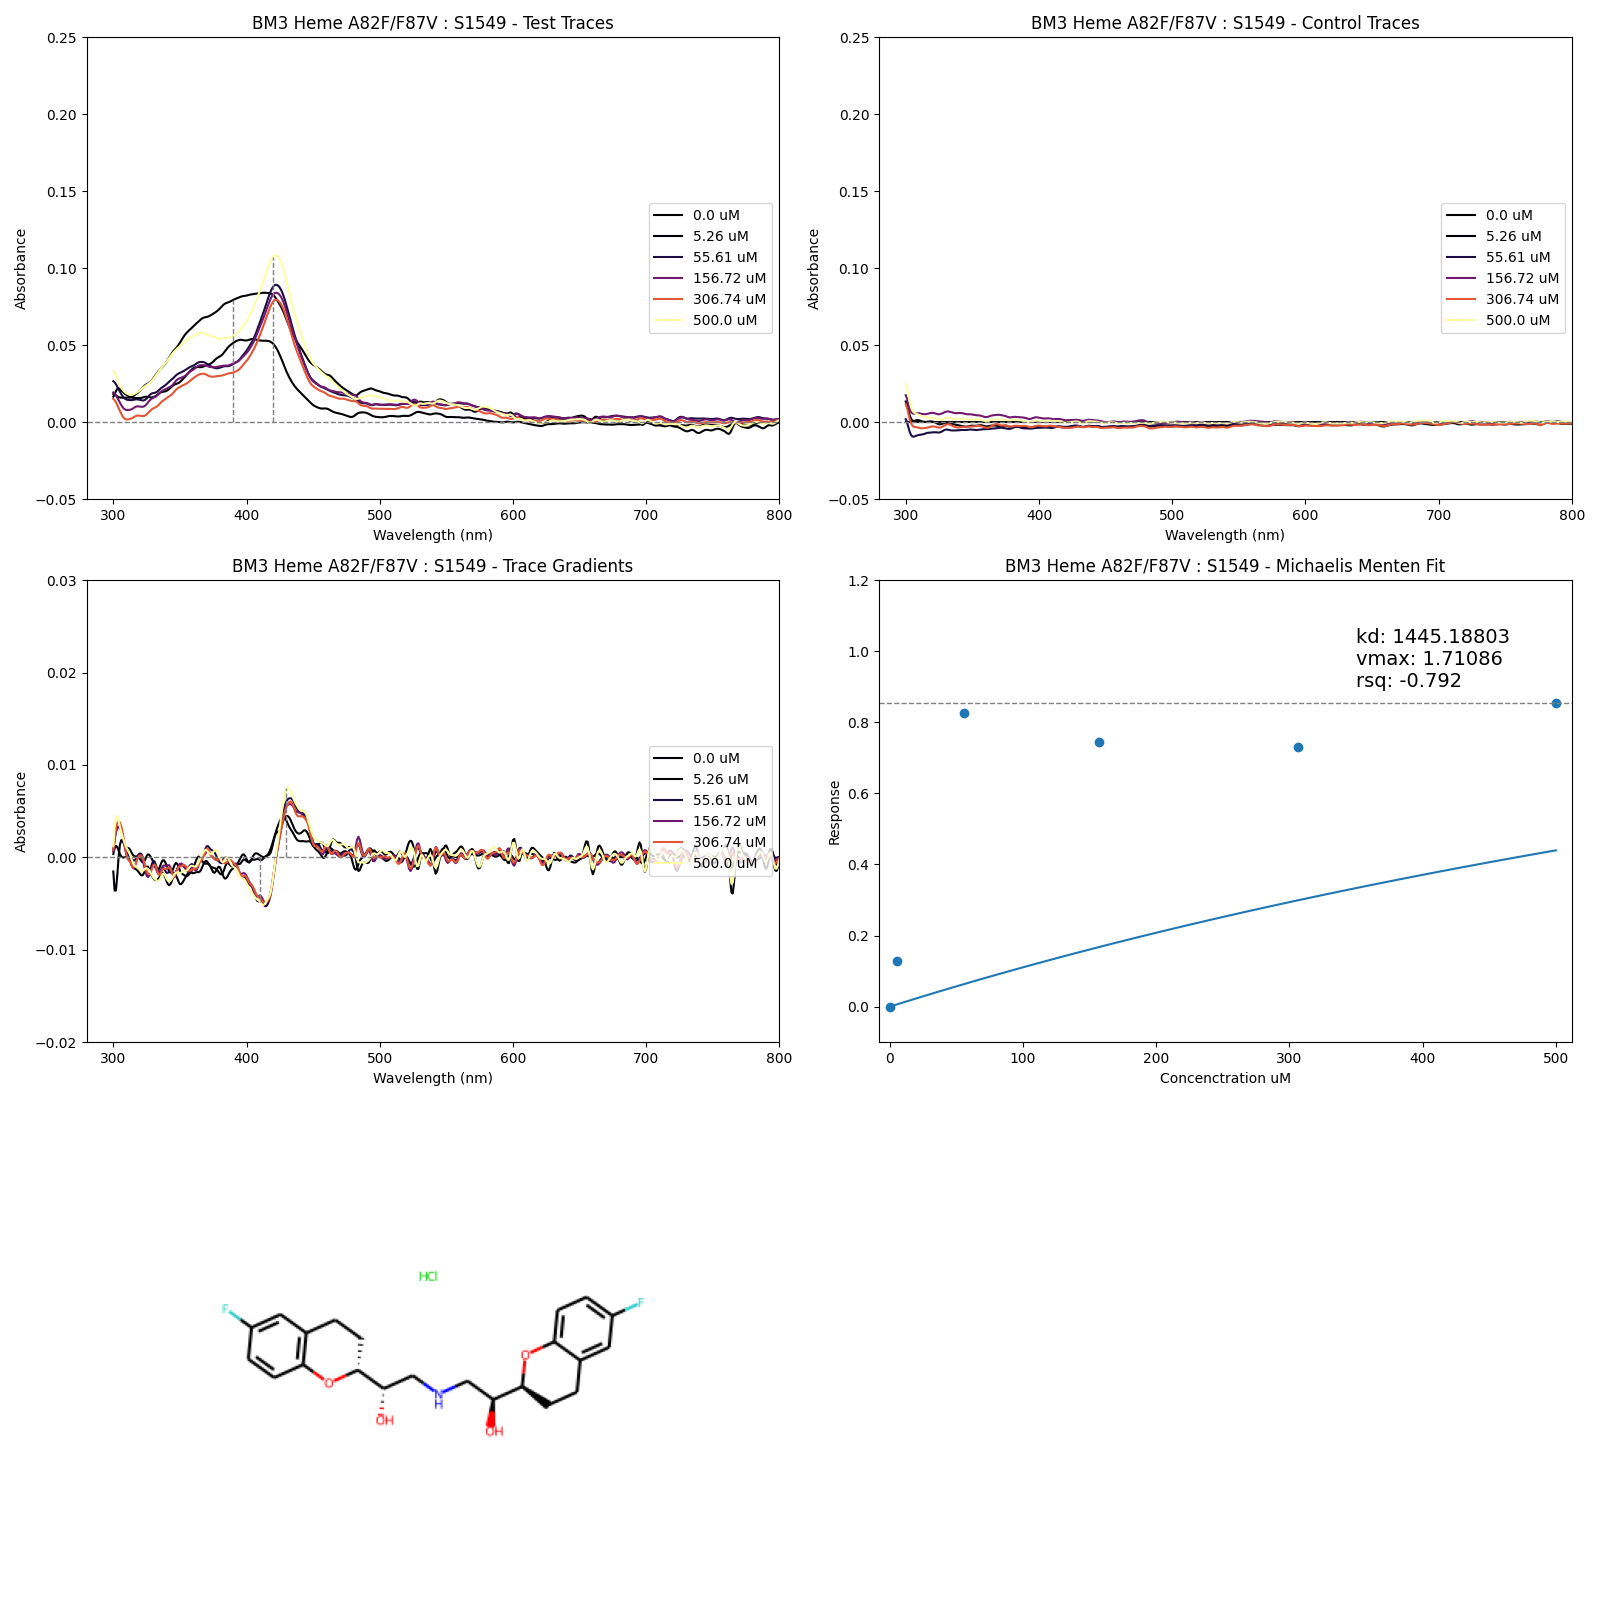 BM3 Heme A82F/F87V : S1549 - Test Traces
0.25
0.20
0.15
0.10
0.05
0.00
−0.05
Absorbance
300 400 500 600 700 800
Wavelength (nm)
0.0 uM
5.26 uM
55.61 uM
156.72 uM
306.74 uM
500.0 uM
BM3 Heme A82F/F87V : S1549 - Control Traces
0.25
0.20
0.15
0.10
0.05
0.00
−0.05
Absorbance
300 400 500 600 700 800
Wavelength (nm)
0.0 uM
5.26 uM
55.61 uM
156.72 uM
306.74 uM
500.0 uM
BM3 Heme A82F/F87V : S1549 - Trace Gradients
0.03
0.02
0.01
0.00
−0.01
−0.02
Absorbance
300 400 500 600 700 800
Wavelength (nm)
0.0 uM
5.26 uM
55.61 uM
156.72 uM
306.74 uM
500.0 uM
BM3 Heme A82F/F87V : S1549 - Michaelis Menten Fit
1.2
1.0
0.8
0.6
0.4
0.2
0.0
Response
0 100 200 300 400 500
Concenctration uM
kd: 1445.18803
vmax: 1.71086
rsq: -0.792
HCl
F
O
OH
N
H
OH
O
F